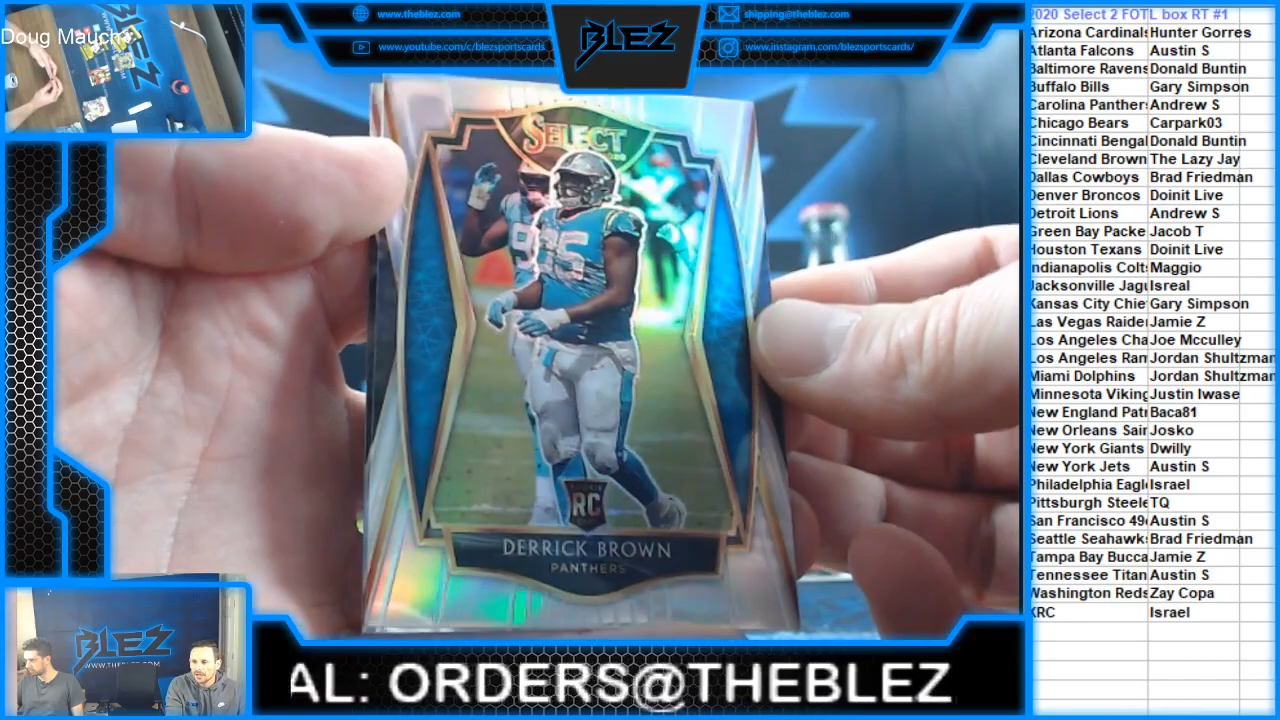 Doug Mauch
BLEZ
www.theblez.com
shipping@theblez.com
www.youtube.com/c/blezsportscards
www.instagram.com/blezsportscards/
BLEZ
SELECT
95
RC
DERRICK BROWN
PANTHERS
BLEZ
WWW.THEBLEZ.COM
AL: ORDERS@THEBLEZ
2020 Select 2 FOTL box RT #1
Arizona Cardinals Hunter Gorres
Atlanta Falcons Austin S
Baltimore Ravens Donald Buntin
Buffalo Bills Gary Simpson
Carolina Panthers Andrew S
Chicago Bears Carpark03
Cincinnati Bengal Donald Buntin
Cleveland Brown The Lazy Jay
Dallas Cowboys Brad Friedman
Denver Broncos Doinit Live
Detroit Lions Andrew S
Green Bay Packe Jacob T
Houston Texans Doinit Live
Indianapolis Colts Maggio
Jacksonville Jagu Isreal
Kansas City Chie Gary Simpson
Las Vegas Raider Jamie Z
Los Angeles Cha Joe Mcculley
Los Angeles Ram Jordan Shultzman
Miami Dolphins Jordan Shultzman
Minnesota Viking Justin Iwase
New England Patr Baca81
New Orleans Sain Josko
New York Giants Dwilly
New York Jets Austin S
Philadelphia Eagl Israel
Pittsburgh Steele TQ
San Francisco 49 Austin S
Seattle Seahawk Brad Friedman
Tampa Bay Bucca Jamie Z
Tennessee Titan Austin S
Washington Reds Zay Copa
XRC Israel